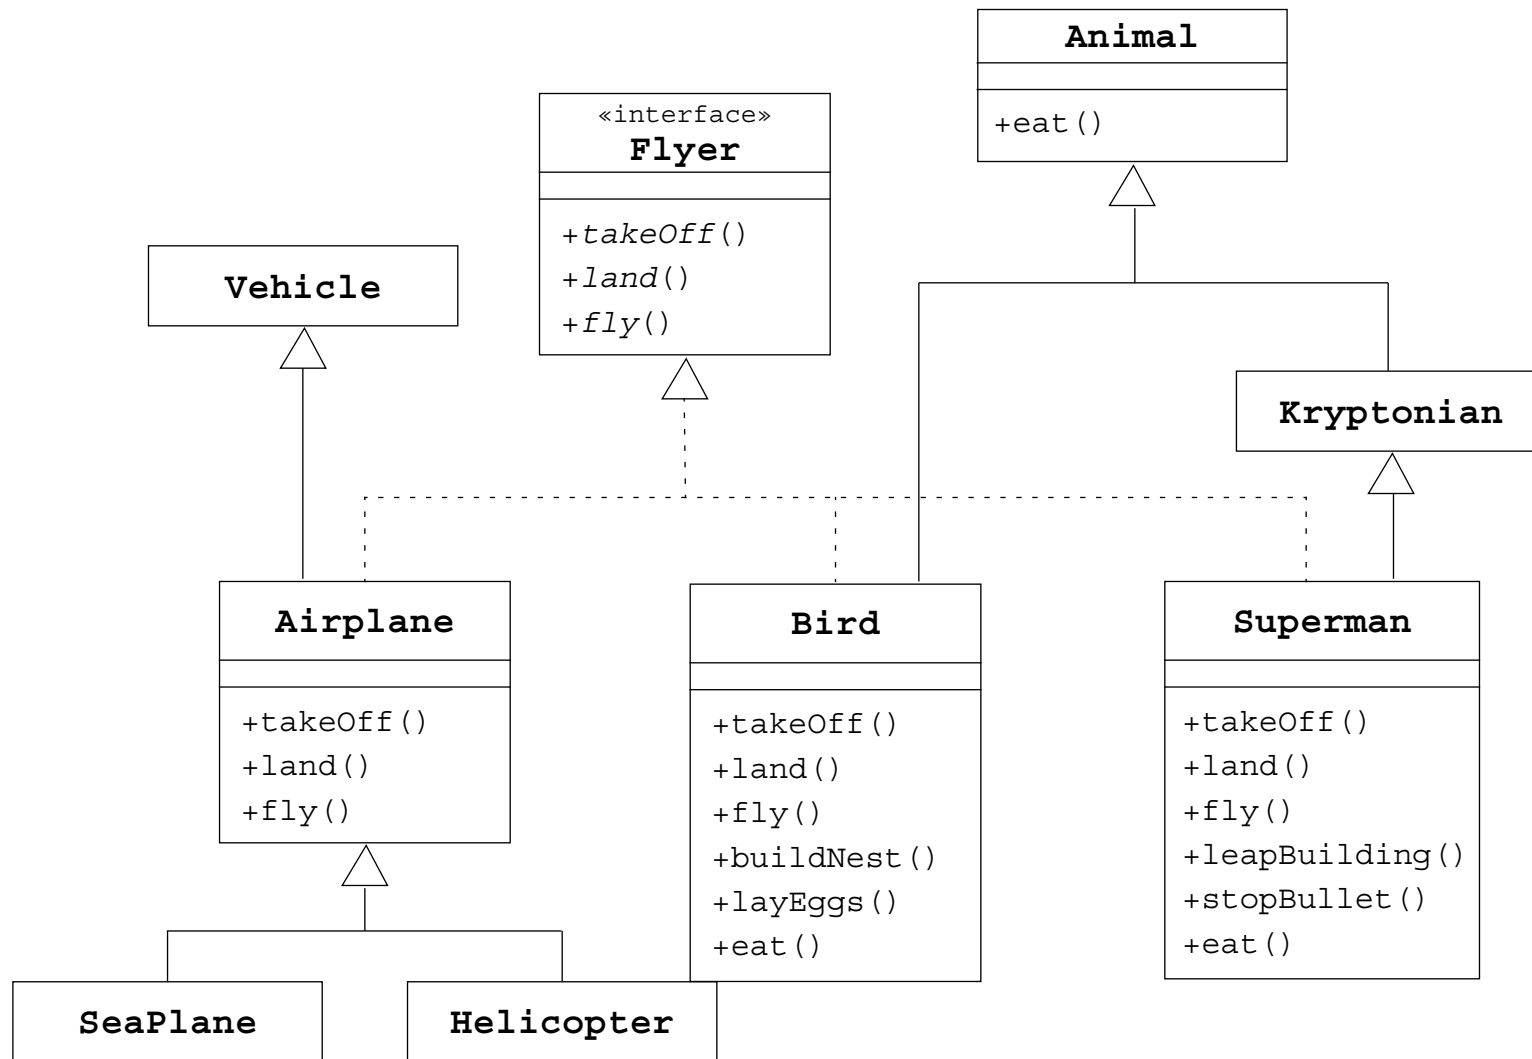 Animal
+eat()
«interface»
Flyer
+takeOff()
+land()
+fly()
Vehicle
Kryptonian
Airplane
+takeOff()
+land()
+fly()
Bird
+takeOff()
+land()
+fly()
+buildNest()
+layEggs()
+eat()
Superman
+takeOff()
+land()
+fly()
+leapBuilding()
+stopBullet()
+eat()
SeaPlane
Helicopter